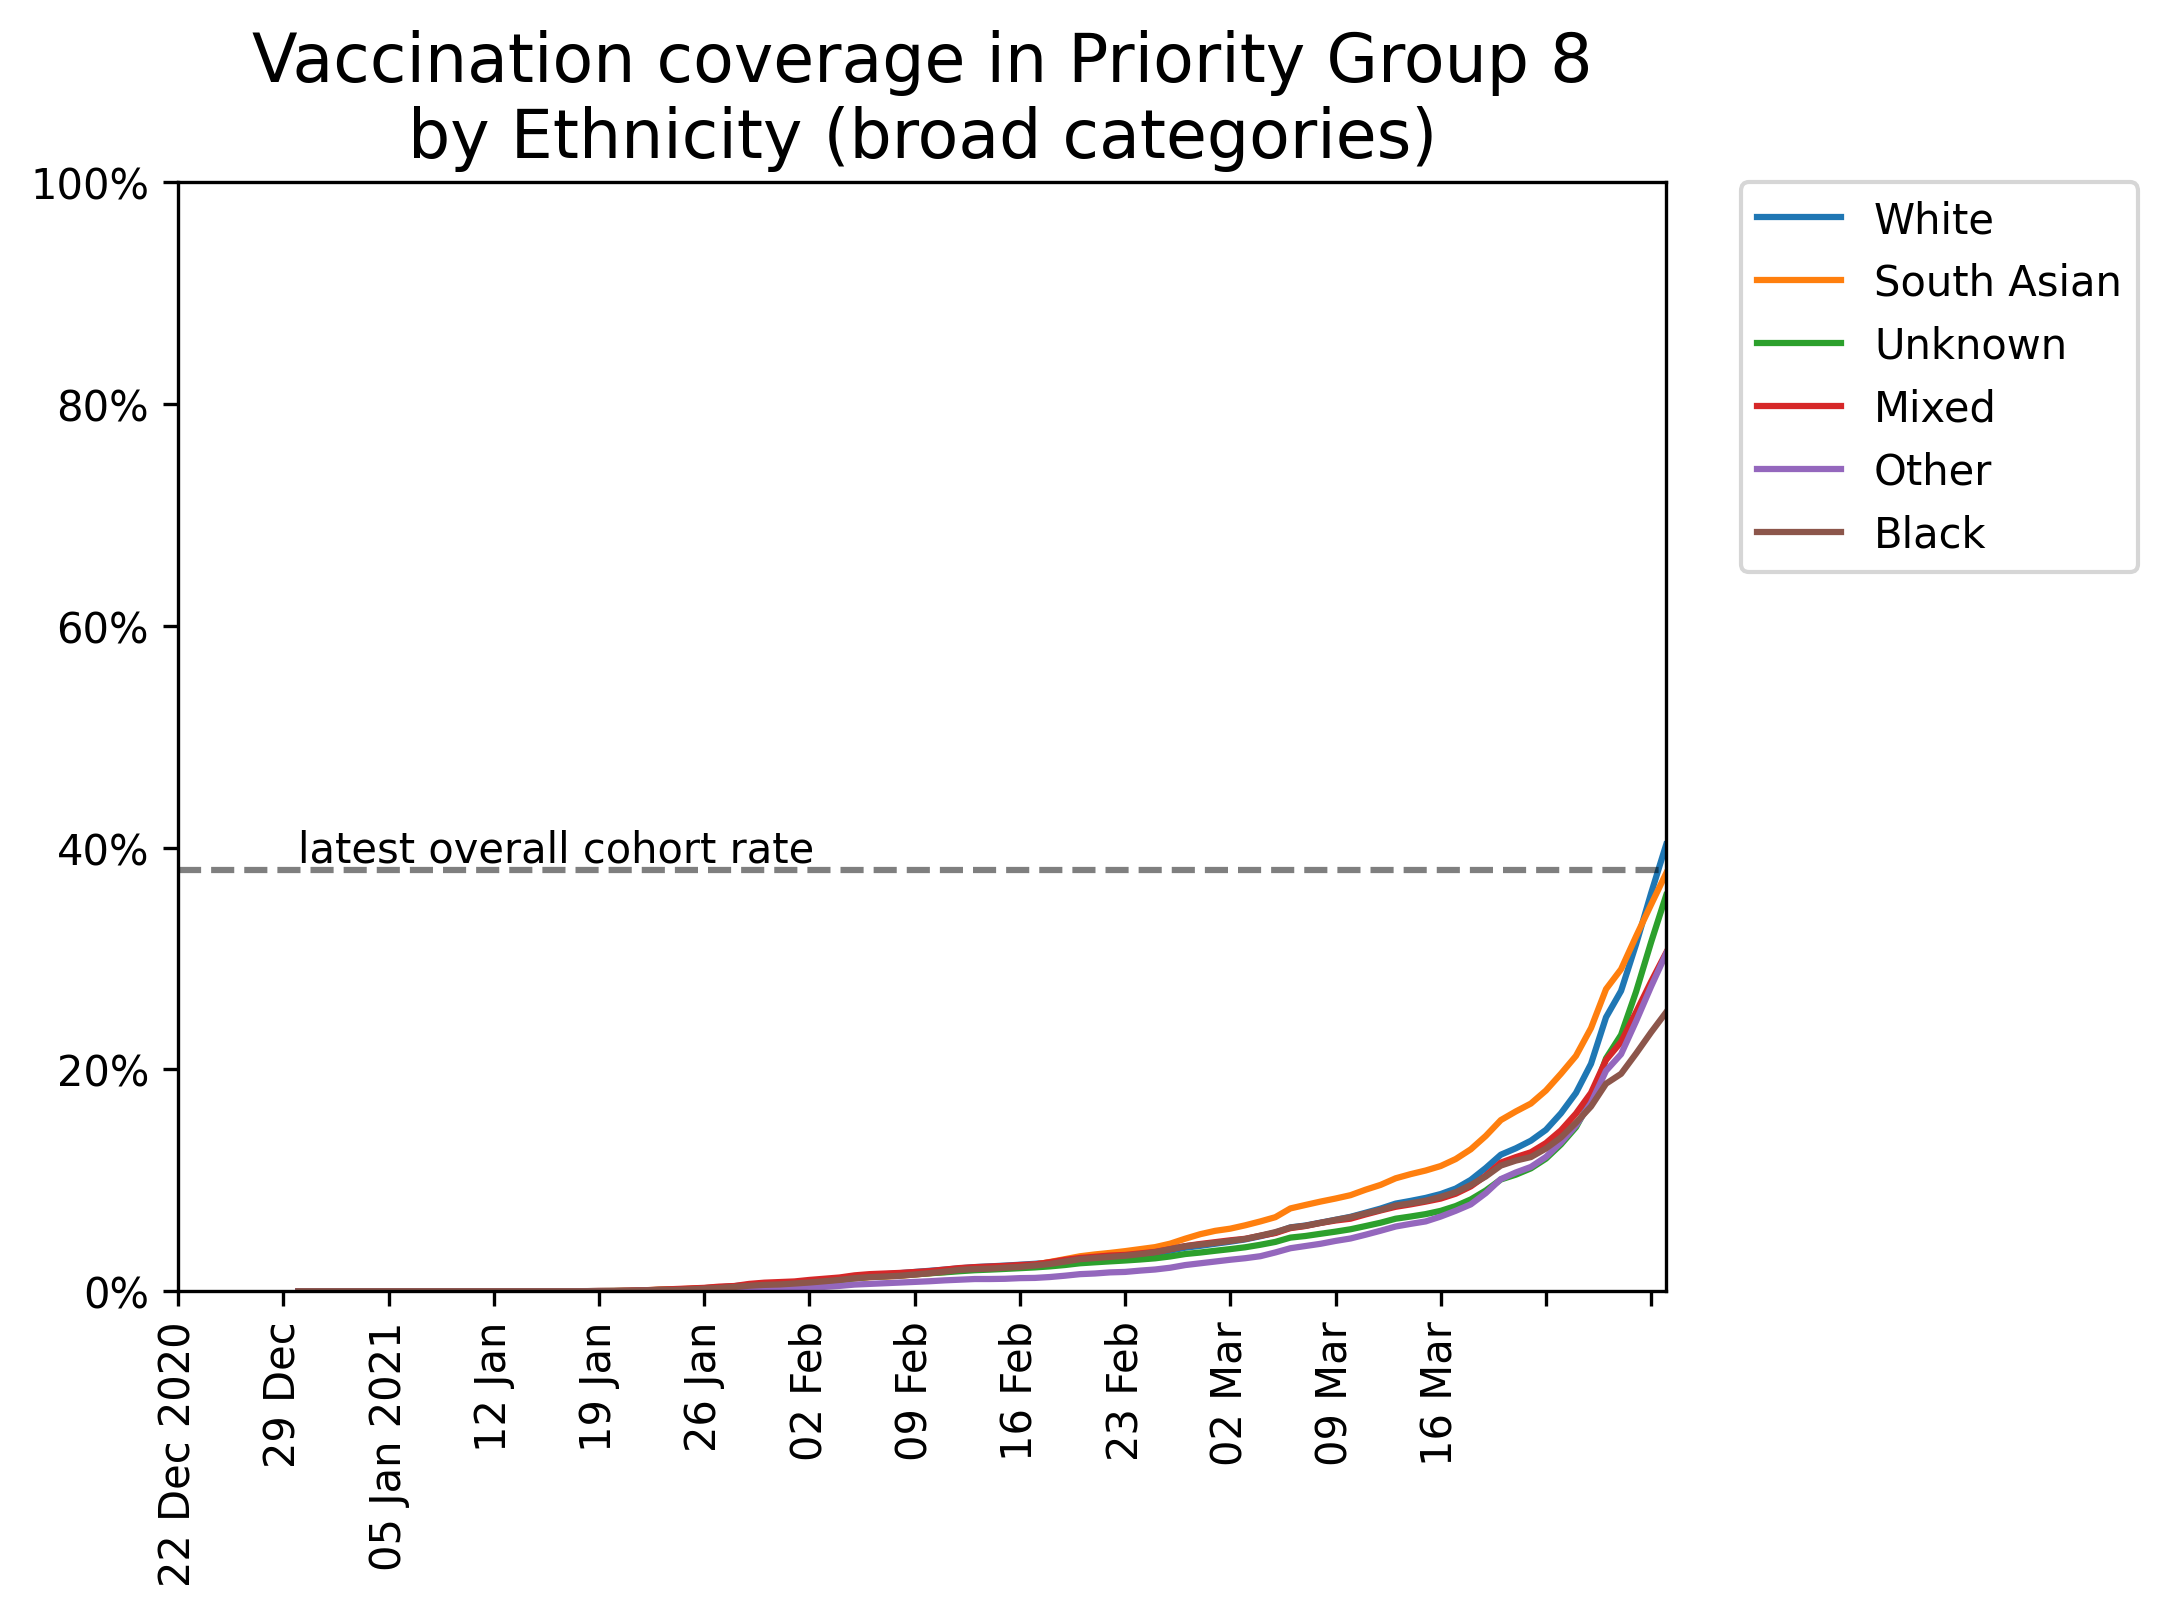 Vaccination coverage in Priority Group 8
by Ethnicity (broad categories)
100%
80%
60%
40%
20%
0%
latest overall cohort rate
22 Dec 2020
29 Dec
05 Jan 2021
12 Jan
19 Jan
26 Jan
02 Feb
09 Feb
16 Feb
23 Feb
02 Mar
09 Mar
16 Mar
White
South Asian
Unknown
Mixed
Other
Black